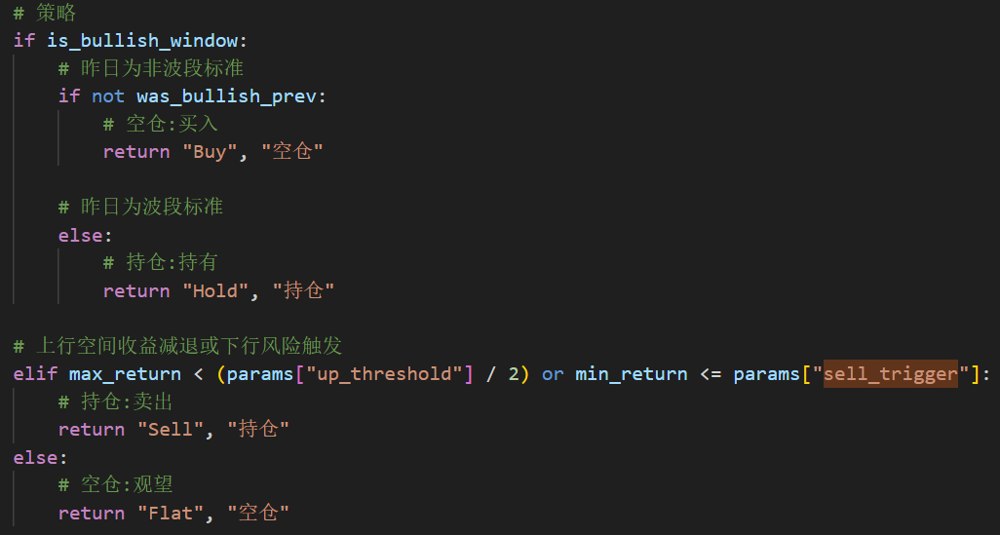 # 策略
if is_bullish_window:
    # 昨日为非波段标准
    if not was_bullish_prev:
        # 空仓:买入
        return "Buy", "空仓"

    # 昨日为波段标准
    else:
        # 持仓:持有
        return "Hold", "持仓"

# 上行空间收益减退或下行风险触发
elif max_return < (params["up_threshold"] / 2) or min_return <= params["sell_trigger"]:
    # 持仓:卖出
    return "Sell", "持仓"
else:
    # 空仓:观望
    return "Flat", "空仓"